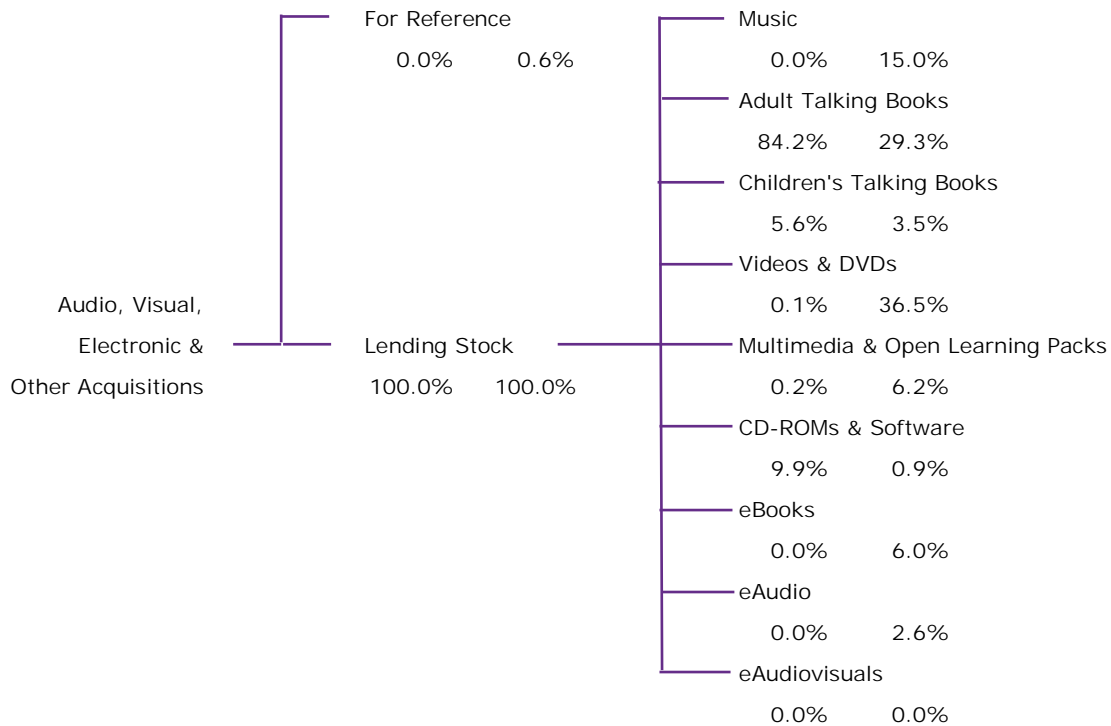 For Reference
0.0% 0.6%
Audio, Visual,
Electronic &
Other Acquisitions
Lending Stock
100.0% 100.0%
Music
0.0% 15.0%
Adult Talking Books
84.2% 29.3%
Children's Talking Books
5.6% 3.5%
Videos & DVDs
0.1% 36.5%
Multimedia & Open Learning Packs
0.2% 6.2%
CD-ROMs & Software
9.9% 0.9%
eBooks
0.0% 6.0%
eAudio
0.0% 2.6%
eAudiovisuals
0.0% 0.0%